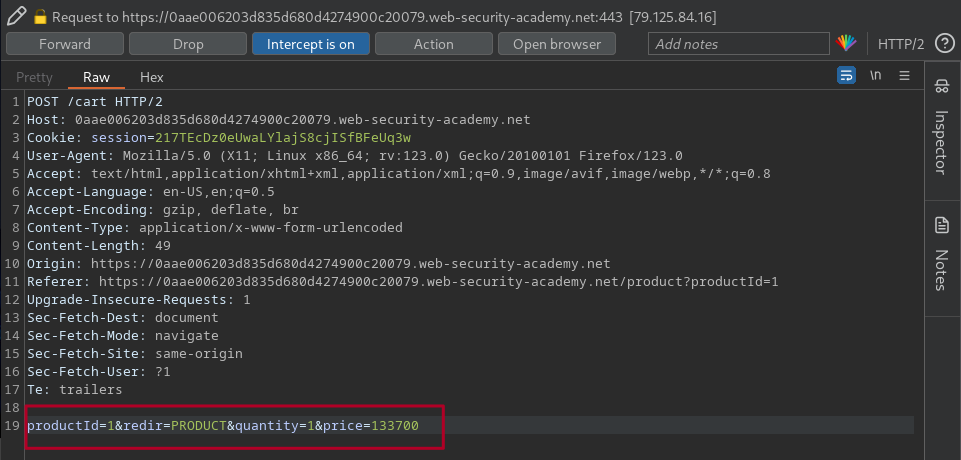 Request to https://0aae006203d835d680d4274900c20079.web-security-academy.net:443 [79.125.84.16]
Forward Drop Intercept is on Action Open browser Add notes HTTP/2 ?
Pretty Raw Hex \n
1 POST /cart HTTP/2
2 Host: 0aae006203d835d680d4274900c20079.web-security-academy.net
3 Cookie: session=217TEcDz0eUwaLYlajS8cjISfBFeUq3w
4 User-Agent: Mozilla/5.0 (X11; Linux x86_64; rv:123.0) Gecko/20100101 Firefox/123.0
5 Accept: text/html,application/xhtml+xml,application/xml;q=0.9,image/avif,image/webp,*/*;q=0.8
6 Accept-Language: en-US,en;q=0.5
7 Accept-Encoding: gzip, deflate, br
8 Content-Type: application/x-www-form-urlencoded
9 Content-Length: 49
10 Origin: https://0aae006203d835d680d4274900c20079.web-security-academy.net
11 Referer: https://0aae006203d835d680d4274900c20079.web-security-academy.net/product?productId=1
12 Upgrade-Insecure-Requests: 1
13 Sec-Fetch-Dest: document
14 Sec-Fetch-Mode: navigate
15 Sec-Fetch-Site: same-origin
16 Sec-Fetch-User: ?1
17 Te: trailers
18
19 productId=1&redir=PRODUCT&quantity=1&price=133700
Inspector
Notes